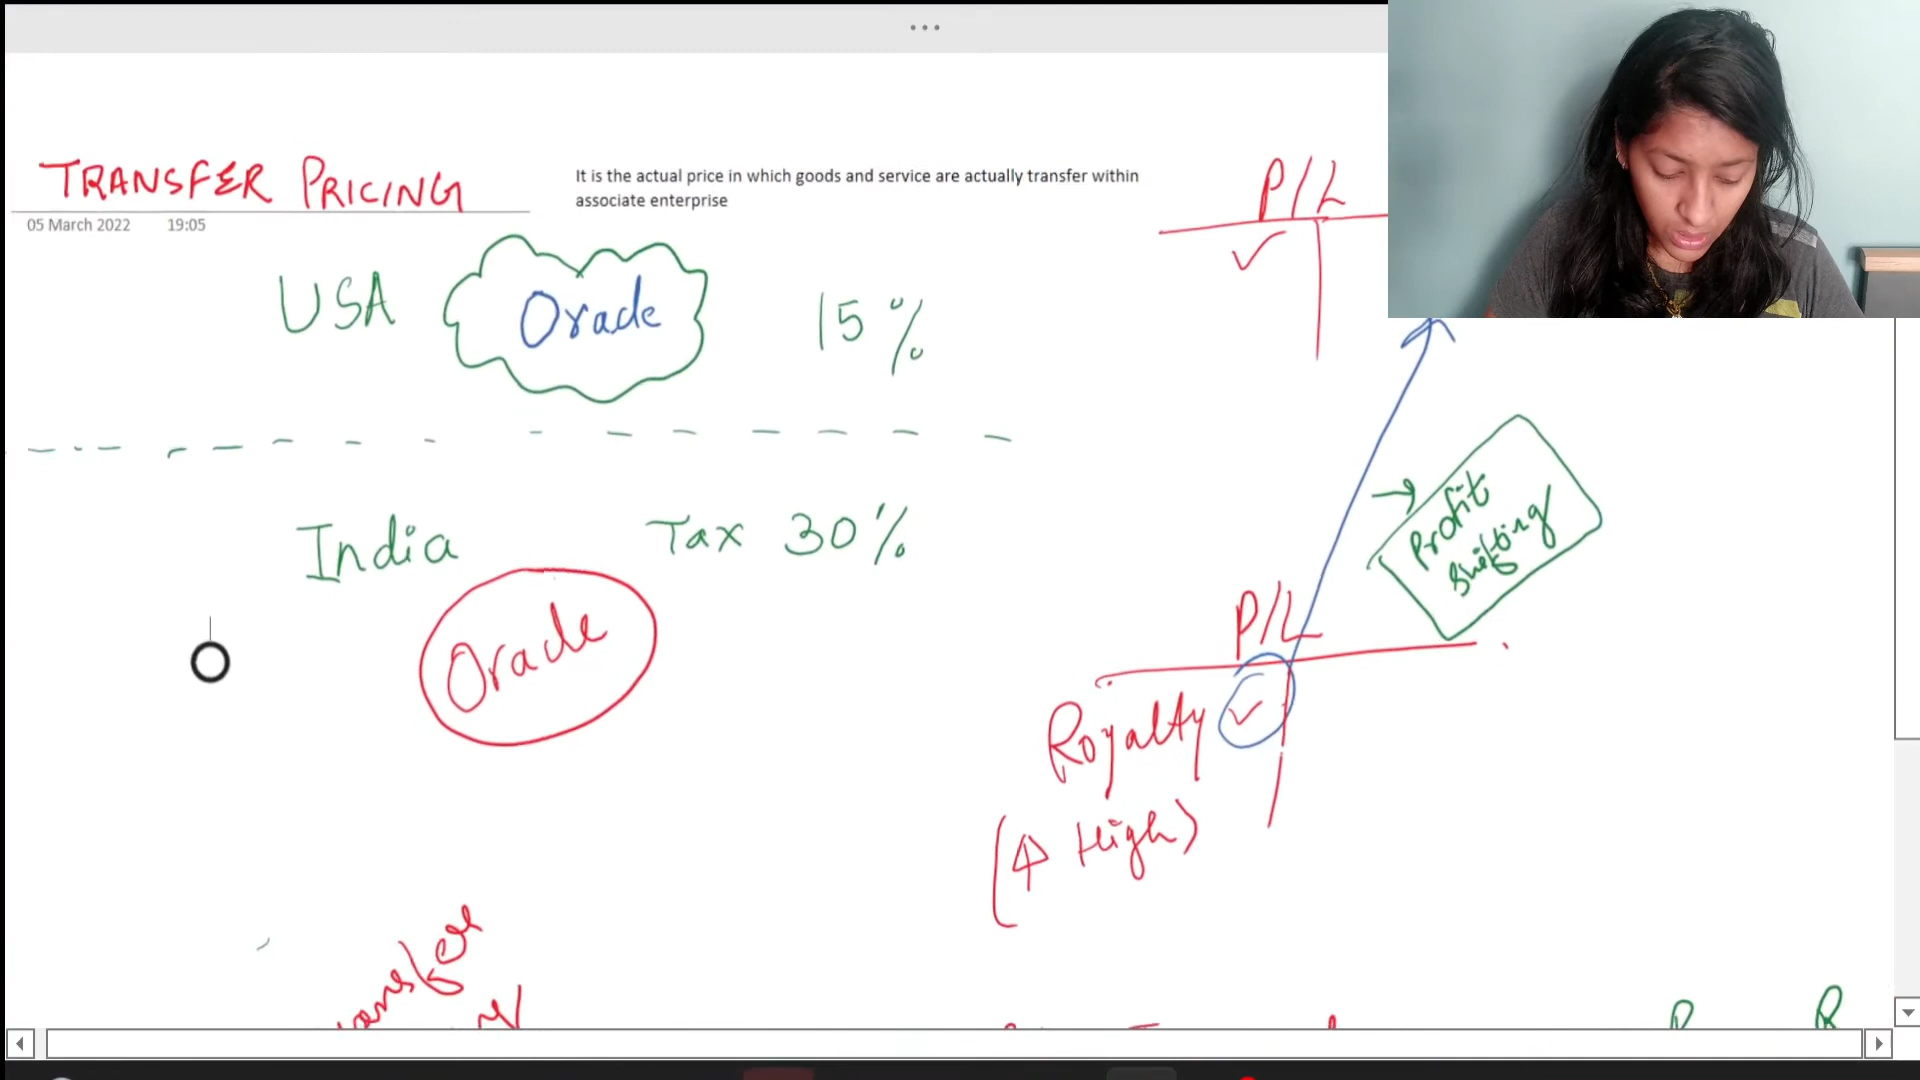 TRANSFER PRICING
It is the actual price in which goods and service are actually transfer within
associate enterprise
05 March 2022 19:05
P/L
USA Oracle 15%
India Tax 30%
Oracle
Profit
Shifting
P/L
Royalty
(↑ High)